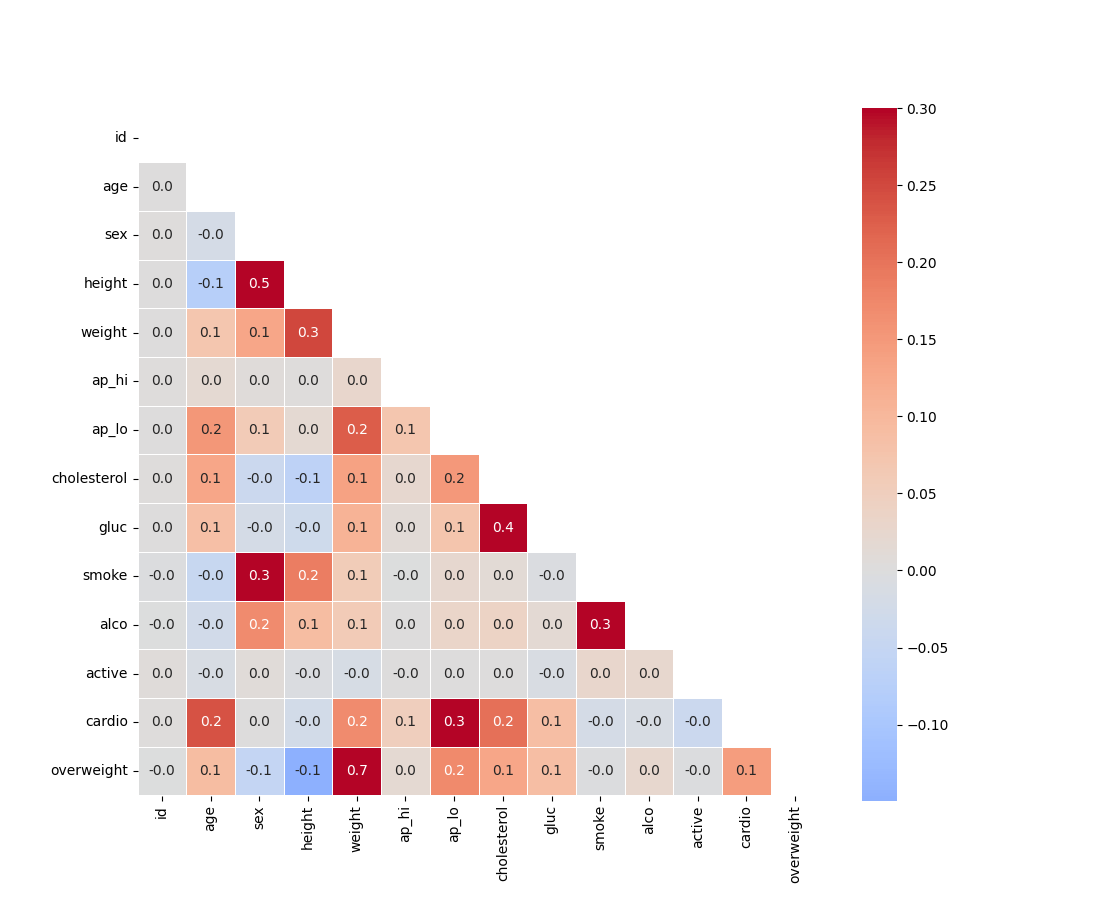 0.30
id
age 0.0 0.25
sex 0.0 -0.0
height 0.0 -0.1 0.5 0.20
weight 0.0 0.1 0.1 0.3 0.15
ap_hi 0.0 0.0 0.0 0.0 0.0
ap_lo 0.0 0.2 0.1 0.0 0.2 0.1 0.10
cholesterol 0.0 0.1 -0.0 -0.1 0.1 0.0 0.2 0.05
gluc 0.0 0.1 -0.0 -0.0 0.1 0.0 0.1 0.4
smoke -0.0 -0.0 0.3 0.2 0.1 -0.0 0.0 0.0 -0.0 0.00
alco -0.0 -0.0 0.2 0.1 0.1 0.0 0.0 0.0 0.0 0.3
active 0.0 -0.0 0.0 -0.0 -0.0 -0.0 0.0 0.0 -0.0 0.0 0.0 −0.05
cardio 0.0 0.2 0.0 -0.0 0.2 0.1 0.3 0.2 0.1 -0.0 -0.0 -0.0 −0.10
overweight -0.0 0.1 -0.1 -0.1 0.7 0.0 0.2 0.1 0.1 -0.0 0.0 -0.0 0.1
id age sex height weight ap_hi ap_lo cholesterol gluc smoke alco active cardio overweight